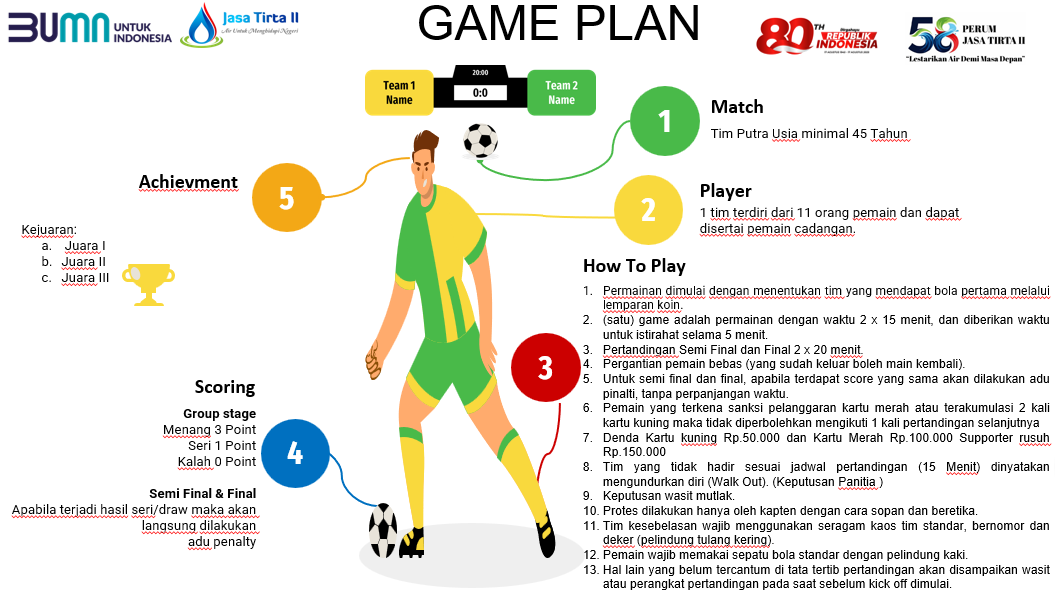 BUMN UNTUK
INDONESIA
Jasa Tirta II
Air Untuk Menghidupi Negeri
GAME PLAN
80TH
REPUBLIK
INDONESIA
58 PERUM
JASA TIRTA II
"Lestarikan Air Demi Masa Depan"
Team 1
Name
20:00
0:0
Team 2
Name
1
Match
Tim Putra Usia minimal 45 Tahun
2
Player
1 tim terdiri dari 11 orang pemain dan dapat
disertai pemain cadangan.
3
How To Play
1. Permainan dimulai dengan menentukan tim yang mendapat bola pertama melalui
lemparan koin.
2. (satu) game adalah permainan dengan waktu 2 x 15 menit, dan diberikan waktu
untuk istirahat selama 5 menit.
3. Pertandingan Semi Final dan Final 2 x 20 menit.
4. Pergantian pemain bebas (yang sudah keluar boleh main kembali).
5. Untuk semi final dan final, apabila terdapat score yang sama akan dilakukan adu
pinalti, tanpa perpanjangan waktu.
6. Pemain yang terkena sanksi pelanggaran kartu merah atau terakumulasi 2 kali
kartu kuning maka tidak diperbolehkan mengikuti 1 kali pertandingan selanjutnya
7. Denda Kartu kuning Rp.50.000 dan Kartu Merah Rp.100.000 Supporter rusuh
Rp.150.000
8. Tim yang tidak hadir sesuai jadwal pertandingan (15 Menit) dinyatakan
mengundurkan diri (Walk Out). (Keputusan Panitia )
9. Keputusan wasit mutlak.
10. Protes dilakukan hanya oleh kapten dengan cara sopan dan beretika.
11. Tim kesebelasan wajib menggunakan seragam kaos tim standar, bernomor dan
deker (pelindung tulang kering).
12. Pemain wajib memakai sepatu bola standar dengan pelindung kaki.
13. Hal lain yang belum tercantum di tata tertib pertandingan akan disampaikan wasit
atau perangkat pertandingan pada saat sebelum kick off dimulai.
4
Scoring
Group stage
Menang 3 Point
Seri 1 Point
Kalah 0 Point
Semi Final & Final
Apabila terjadi hasil seri/draw maka akan
langsung dilakukan
adu penalty
5
Achievment
Kejuaran:
a. Juara I
b. Juara II
c. Juara III